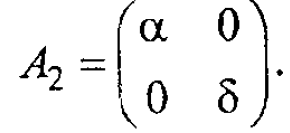 A₂ = ( α 0
0 δ ).